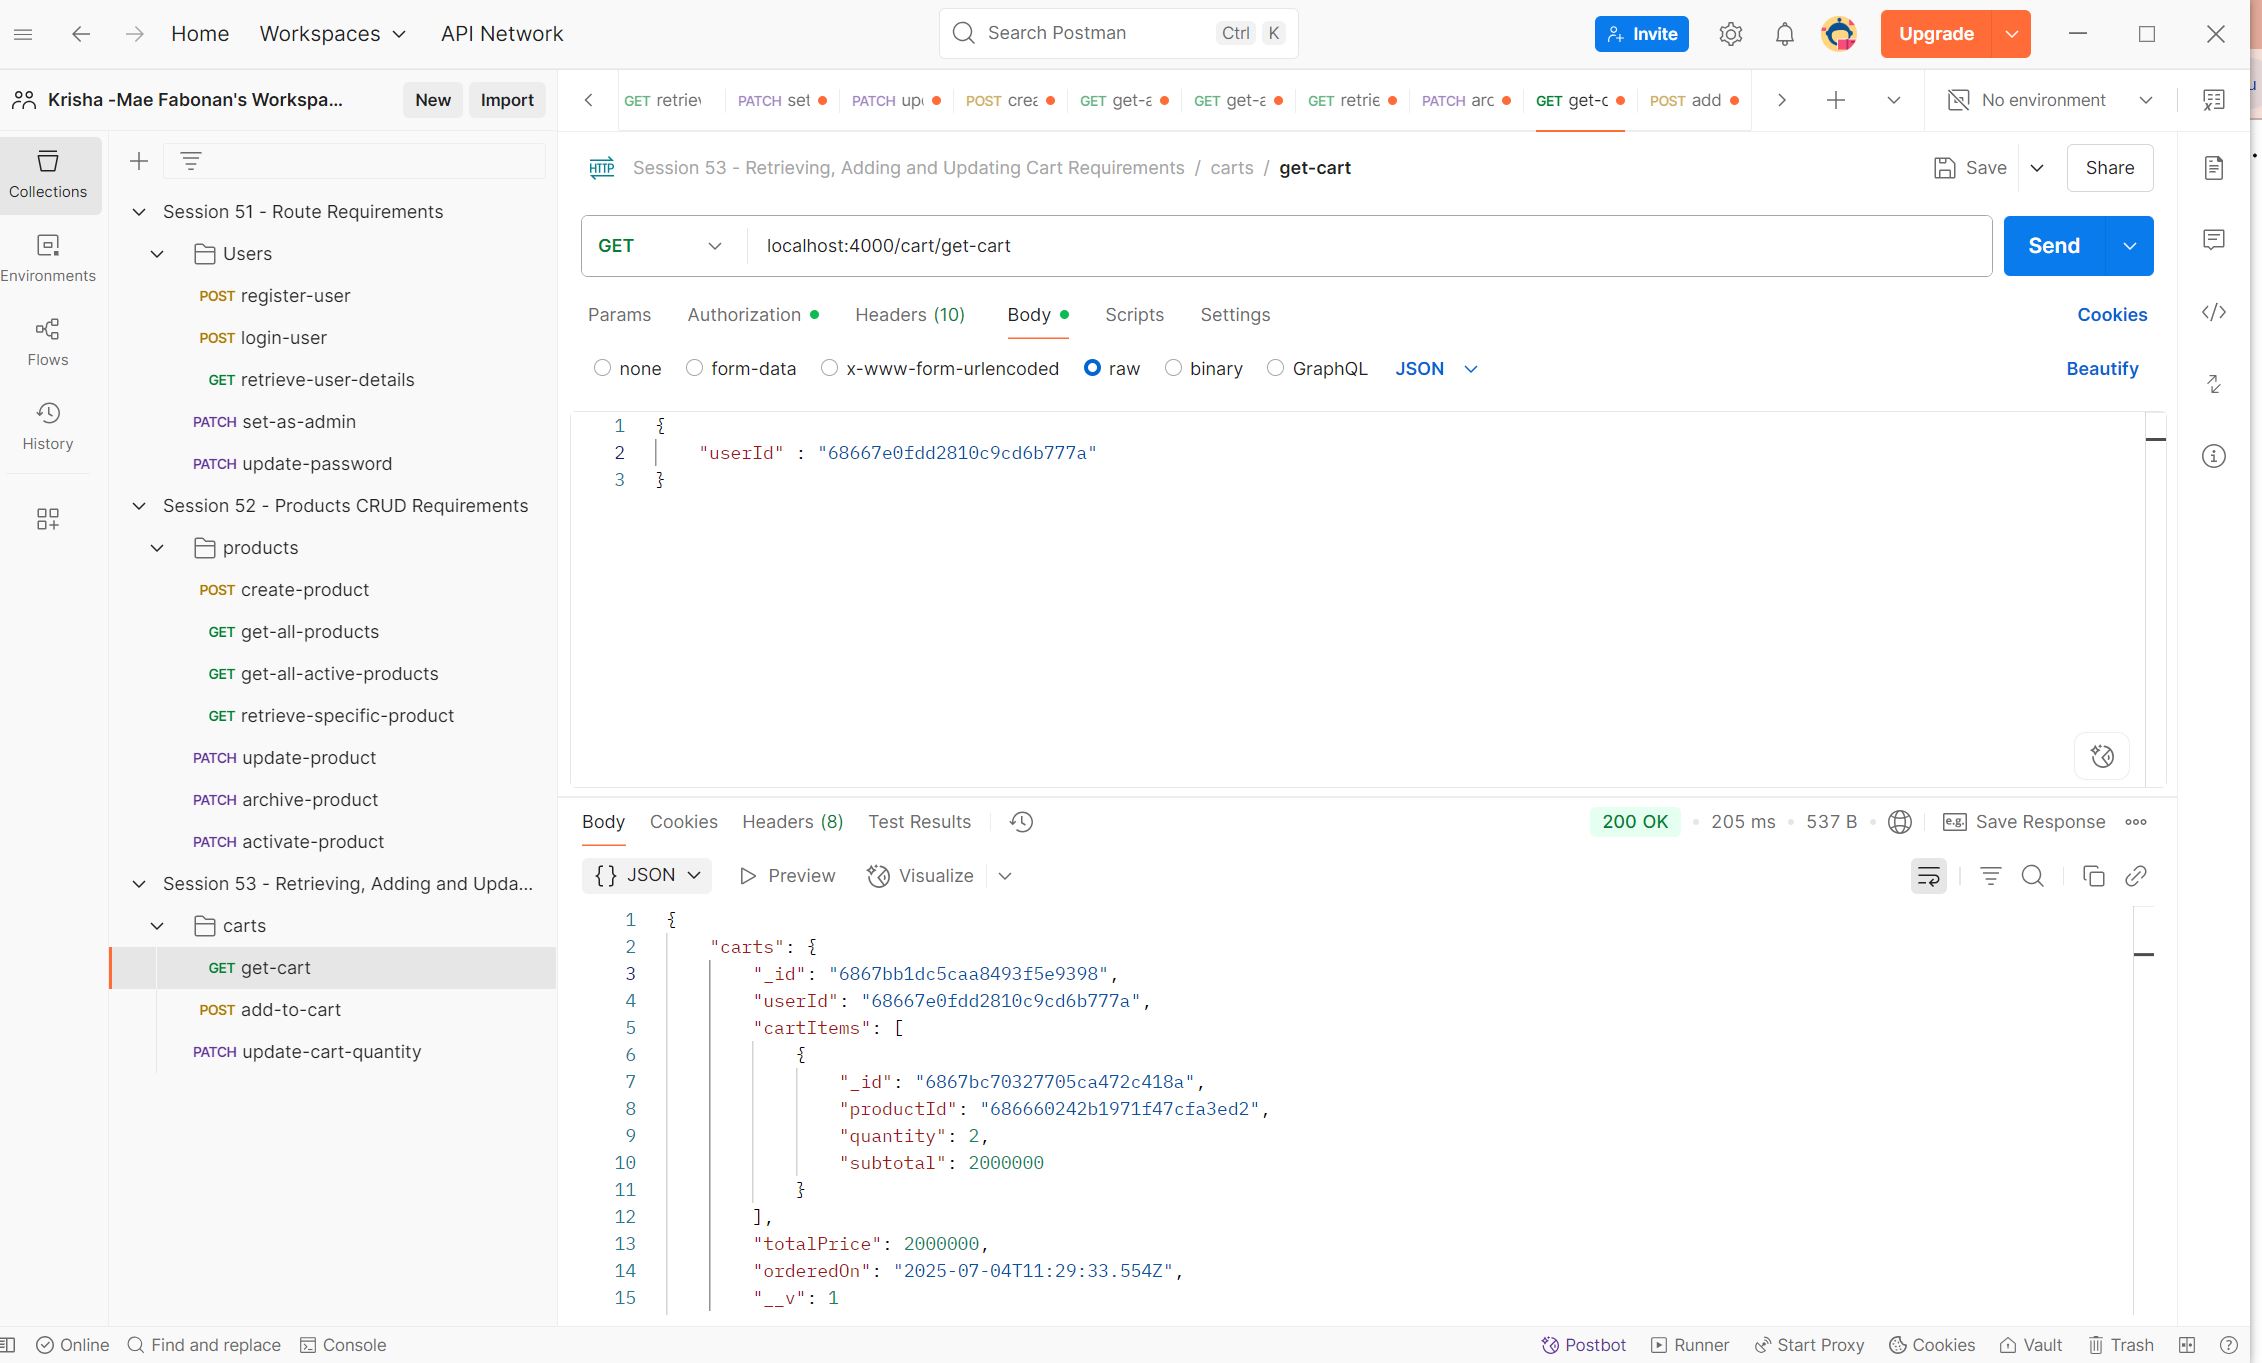 Home Workspaces API Network Search Postman Ctrl K Invite Upgrade
Krisha -Mae Fabonan's Workspa... New Import
GET retriev PATCH set PATCH up GET get-a GET get-a GET retrie PATCH arc GET get-c POST add No environment
Collections
Environments
Flows
History
Session 51 - Route Requirements
Users
POST register-user
POST login-user
GET retrieve-user-details
PATCH set-as-admin
PATCH update-password
Session 52 - Products CRUD Requirements
products
POST create-product
GET get-all-products
GET get-all-active-products
GET retrieve-specific-product
PATCH update-product
PATCH archive-product
PATCH activate-product
Session 53 - Retrieving, Adding and Upda...
carts
GET get-cart
POST add-to-cart
PATCH update-cart-quantity
HTTP Session 53 - Retrieving, Adding and Updating Cart Requirements / carts / get-cart Save Share
GET localhost:4000/cart/get-cart Send
Params Authorization Headers (10) Body Scripts Settings Cookies
none form-data x-www-form-urlencoded raw binary GraphQL JSON Beautify
1 {
2 "userId" : "68667e0fdd2810c9cd6b777a"
3 }
Body Cookies Headers (8) Test Results 200 OK • 205 ms • 537 B • e.g. Save Response
{} JSON Preview Visualize
1 {
2 "carts": {
3 "_id": "6867bb1dc5caa8493f5e9398",
4 "userId": "68667e0fdd2810c9cd6b777a",
5 "cartItems": [
6 {
7 "_id": "6867bc70327705ca472c418a",
8 "productId": "686660242b1971f47cfa3ed2",
9 "quantity": 2,
10 "subtotal": 2000000
11 }
12 ],
13 "totalPrice": 2000000,
14 "orderedOn": "2025-07-04T11:29:33.554Z",
15 "__v": 1
Online Find and replace Console Postbot Runner Start Proxy Cookies Vault Trash